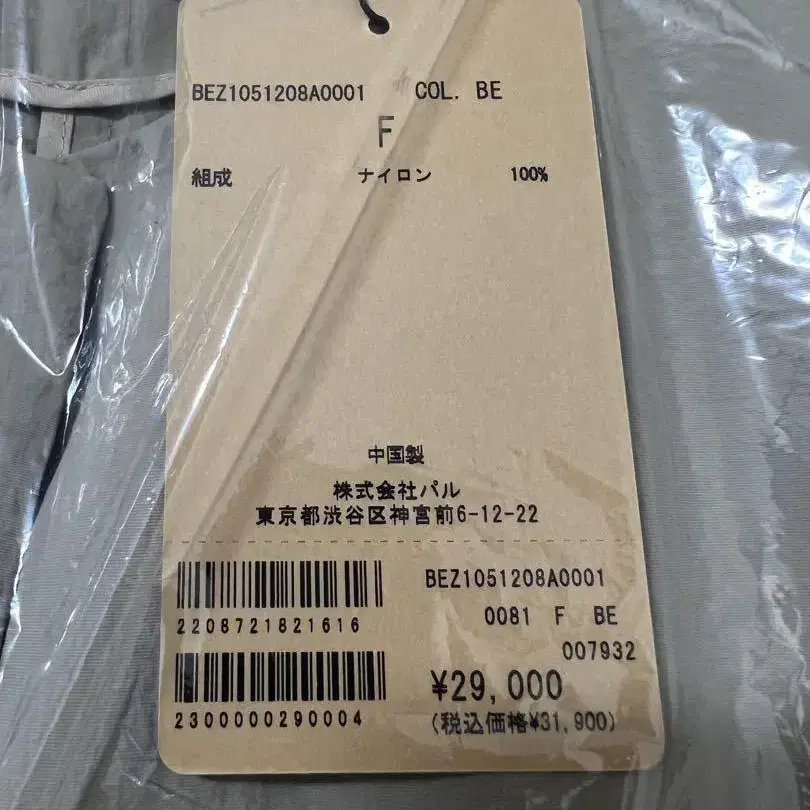 BEZ1051208A0001 COL. BE
F
組成 ナイロン 100%
中国製
株式会社パル
東京都渋谷区神宮前6-12-22
BEZ1051208A0001
0081 F BE
007932
2208721821616
¥29,000
(税込価格¥31,900)
2300000290004